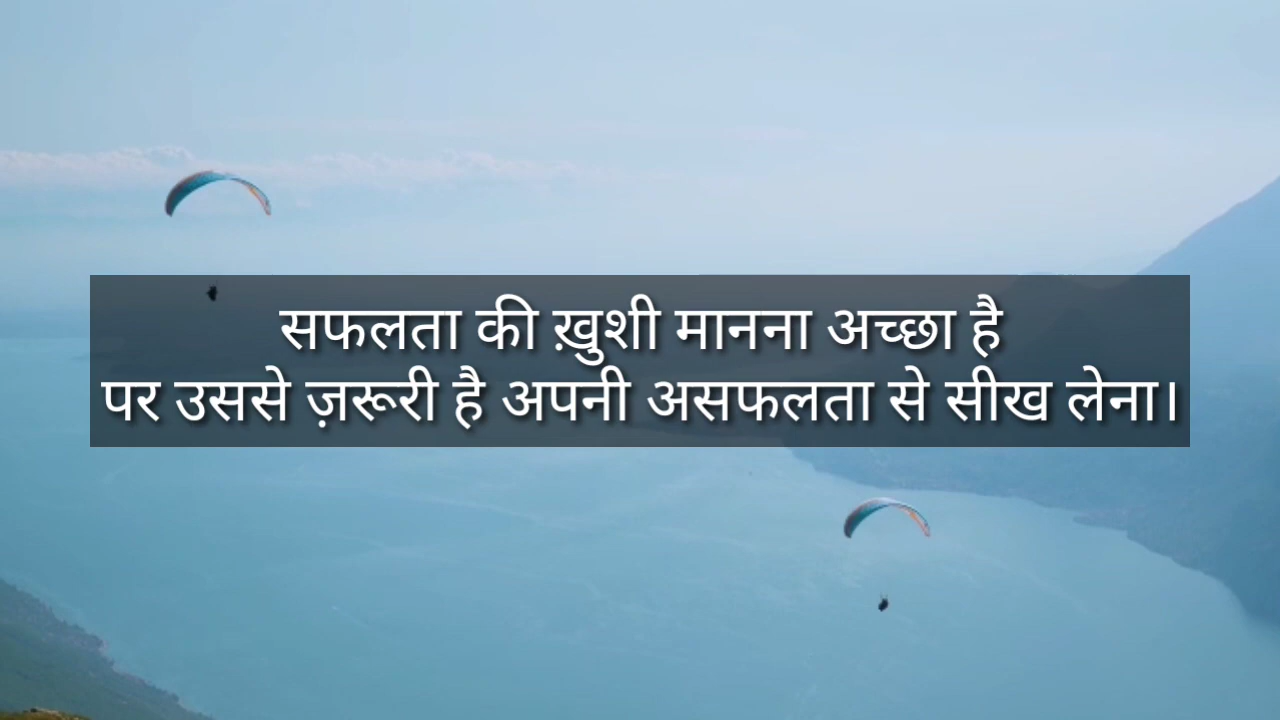 सफलता की ख़ुशी मानना अच्छा है
पर उससे ज़रूरी है अपनी असफलता से सीख लेना।